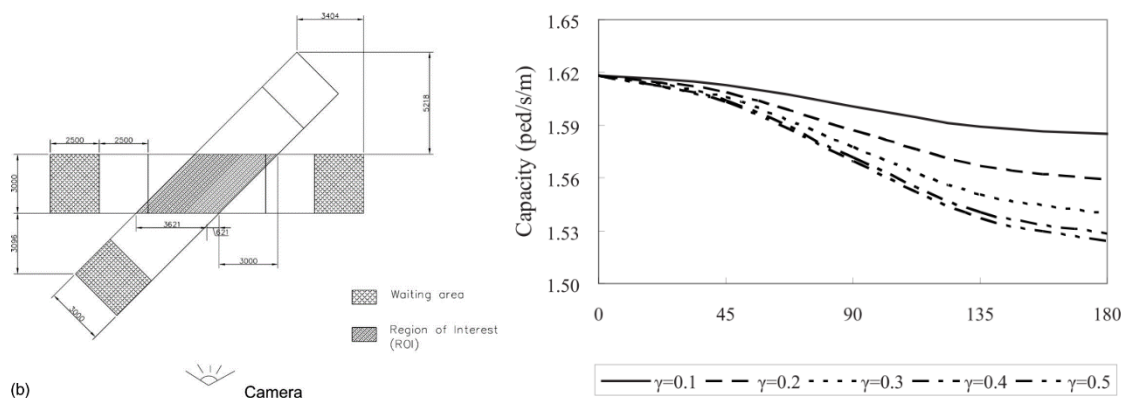 3404
5218
2500
2500
3000
3096
3621
621
3000
3000
Waiting area
Region of Interest
(ROI)
(b)
Camera
1.65
1.62
1.59
1.56
1.53
1.50
Capacity (ped/s/m)
0
45
90
135
180
γ=0.1
γ=0.2
γ=0.3
γ=0.4
γ=0.5